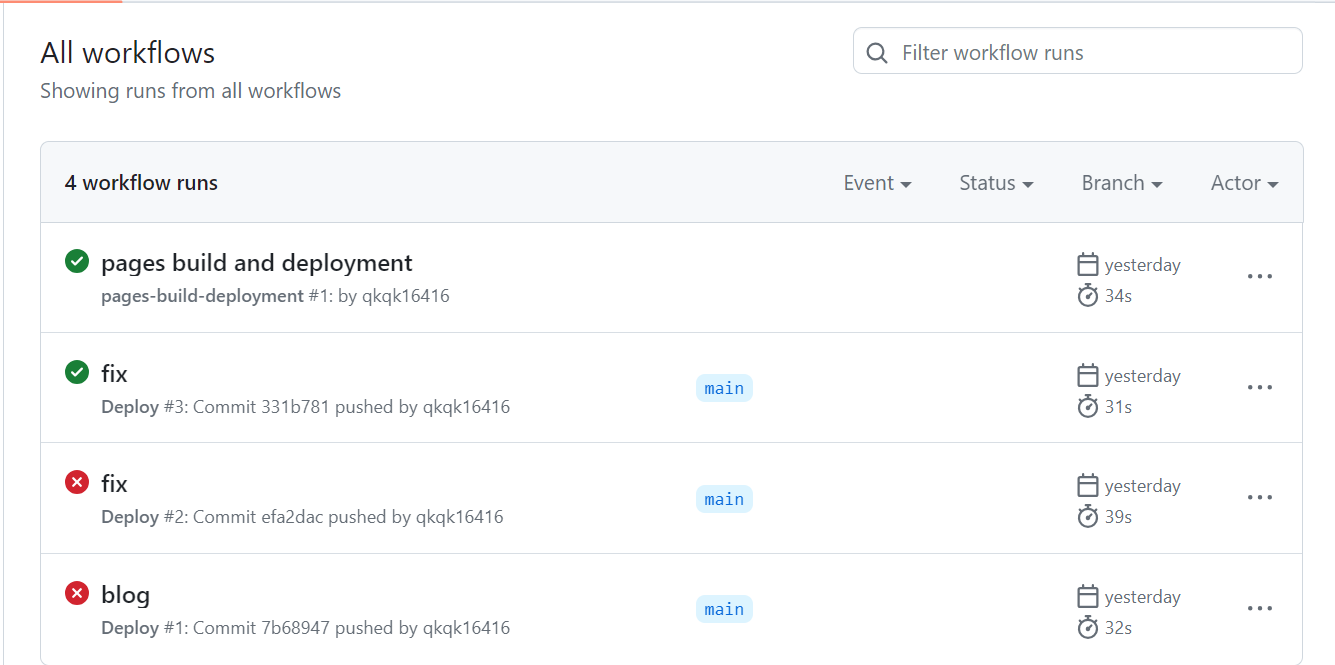 All workflows
Filter workflow runs
Showing runs from all workflows
4 workflow runs Event Status Branch Actor
pages build and deployment
pages-build-deployment #1: by qkqk16416
yesterday
34s
fix
Deploy #3: Commit 331b781 pushed by qkqk16416
main
yesterday
31s
fix
Deploy #2: Commit efa2dac pushed by qkqk16416
main
yesterday
39s
blog
Deploy #1: Commit 7b68947 pushed by qkqk16416
main
yesterday
32s